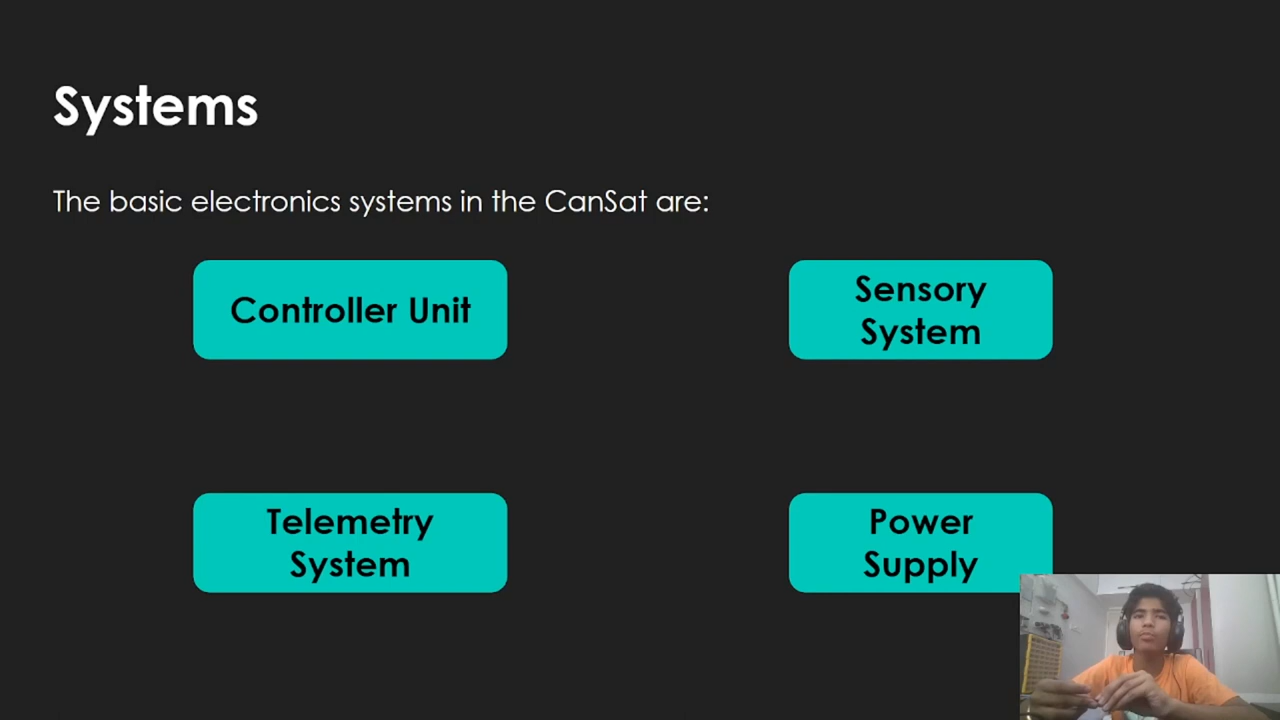 Systems
The basic electronics systems in the CanSat are:
Controller Unit
Sensory
System
Telemetry
System
Power
Supply